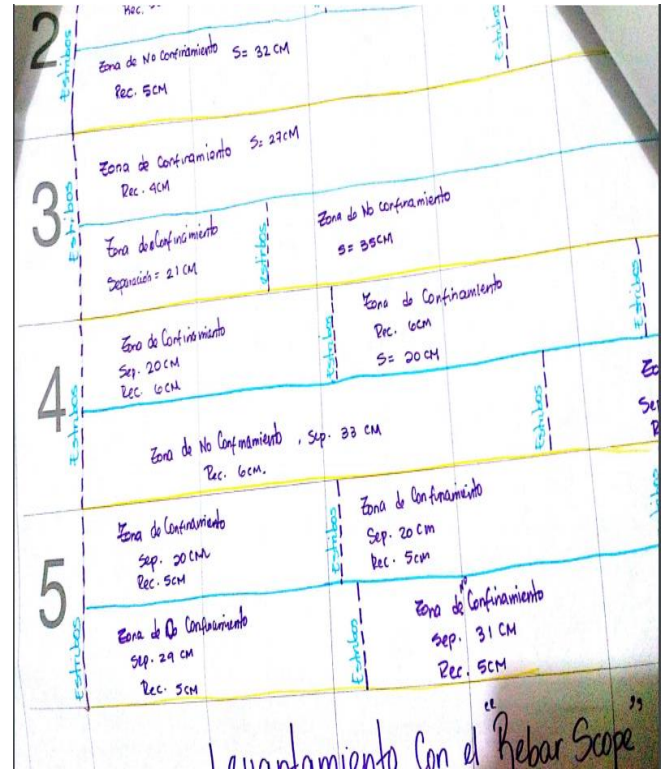 2
Rec.
Estribos
Estribos
Zona de No Confinamiento S= 32 CM
Rec. 5CM
3
Estribos
Zona de Confinamiento S= 27CM
Rec. 4CM
Zona de Confinamiento
Separación = 21 CM
estribos
Zona de No Confinamiento
S= 35CM
4
Estribos
Zona de Confinamiento
Sep. 20CM
Rec. 6CM
Estribos
Zona de Confinamiento
Rec. 6CM
S= 20 CM
Estribos
Zona de No Confinamiento, Sep. 33 CM
Rec. 6CM.
Estribos
5
Estribos
Zona de Confinamiento
Sep. 20 CM
Rec. 5CM
Estribos
Zona de Confinamiento
Sep. 20 Cm
Rec. 5cm
Zona de No Confinamiento
Sep. 29 CM
Rec. 5CM
Estribos
Zona de Confinamiento
Sep. 31 CM
Rec. 5CM
Levantamiento Con el "Rebar Scope"